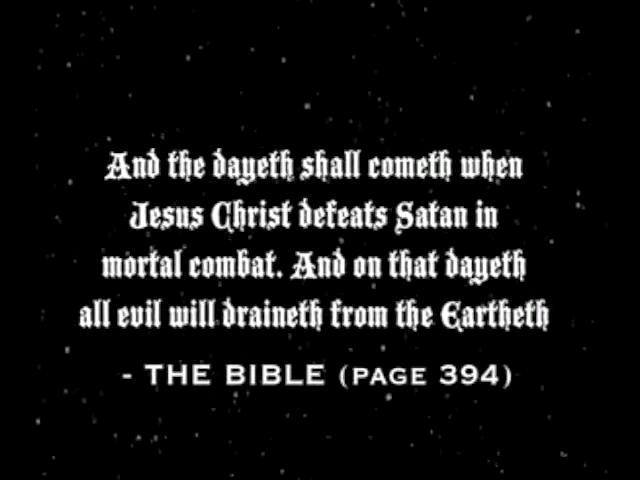 And the dayeth shall cometh when
Jesus Christ defeats Satan in
mortal combat. And on that dayeth
all evil will draineth from the Eartheth
- THE BIBLE (PAGE 394)